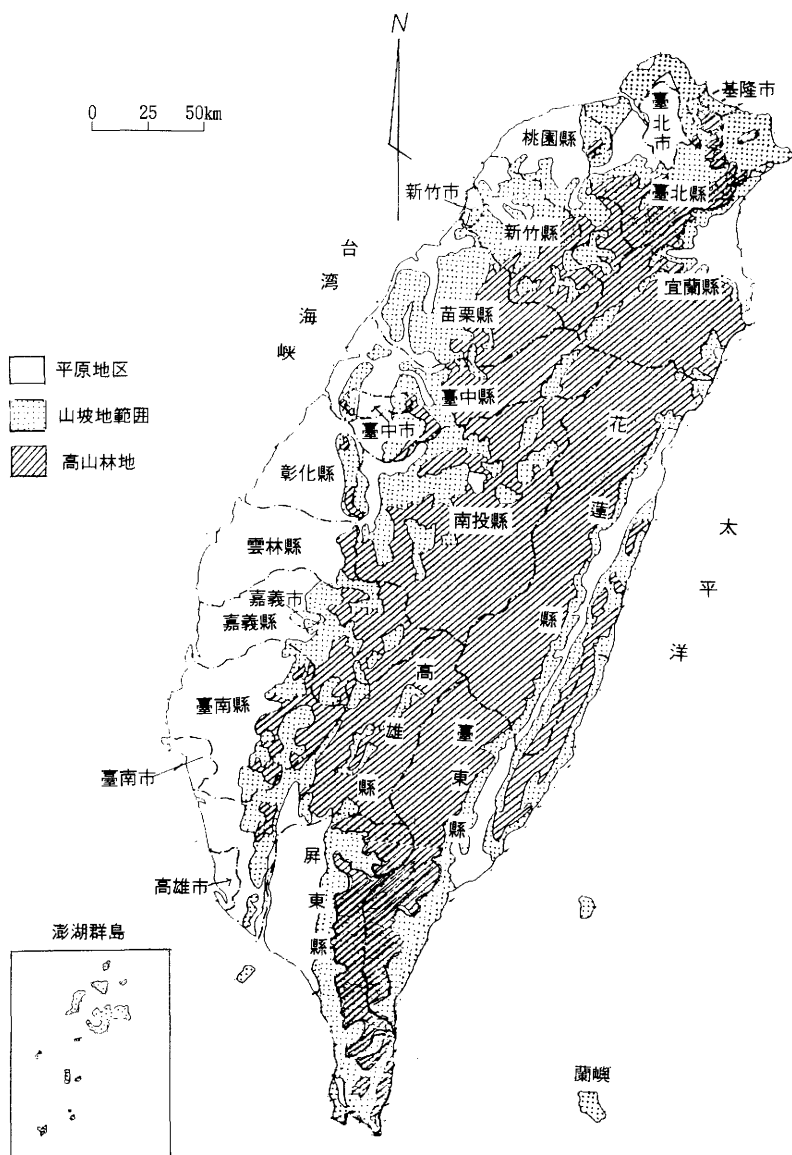 N
0 25 50km
基隆市
臺北市
桃園縣
臺北縣
新竹市
新竹縣
台湾海峡
宜蘭縣
苗栗縣
平原地区
山坡地範囲
高山林地
臺中縣
臺中市
花蓮縣
彰化縣
南投縣
太平洋
雲林縣
嘉義市
嘉義縣
高雄縣
臺南縣
臺東縣
臺南市
屏東縣
高雄市
澎湖群島
蘭嶼